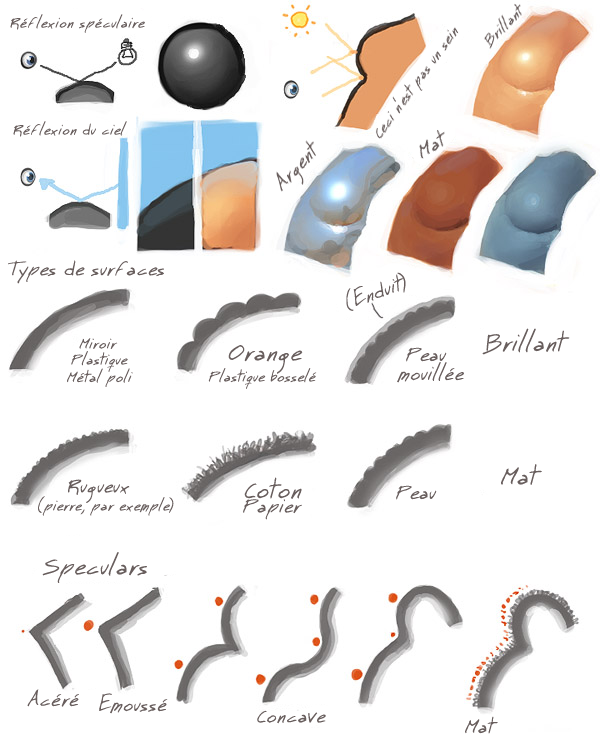 Réflexion spéculaire
Réflexion du ciel
Ceci n'est pas un sein
Brillant
Argent
Mat
Types de surfaces
Miroir
Plastique
Métal poli
Orange
Plastique bosselé
(Enduit)
Peau
mouillée
Brillant
Rugueux
(pierre, par exemple)
Coton
Papier
Peau
Mat
Speculars
Acéré
Emoussé
Concave
Mat